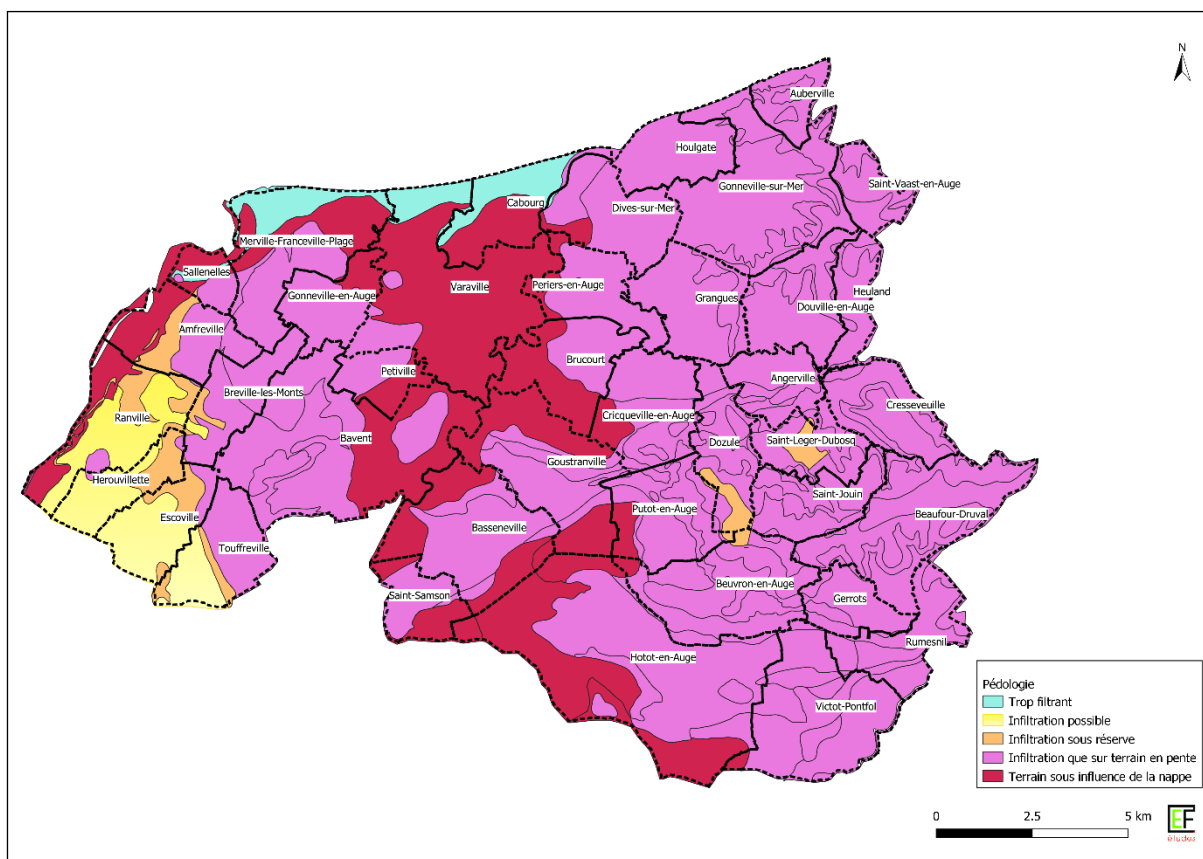 N
Auberville
Houlgate
Gonneville-sur-Mer
Saint-Vaast-en-Auge
Cabourg
Dives-sur-Mer
Merville-Franceville-Plage
Sallenelles
Varaville
Periers-en-Auge
Heuland
Gonneville-en-Auge
Grangues
Douville-en-Auge
Amfreville
Brucourt
Petiville
Angerville
Breville-les-Monts
Cresseveuille
Ranville
Cricqueville-en-Auge
Bavent
Dozule
Saint-Leger-Dubosq
Goustranville
Herouvillette
Saint-Jouin
Putot-en-Auge
Escoville
Beaufour-Druval
Basseneville
Touffreville
Beuvron-en-Auge
Saint-Samson
Gerrots
Rumesnil
Hotot-en-Auge
Victot-Pontfol
Pédologie
Trop filtrant
Infiltration possible
Infiltration sous réserve
Infiltration que sur terrain en pente
Terrain sous influence de la nappe
0 2.5 5 km
EF
études